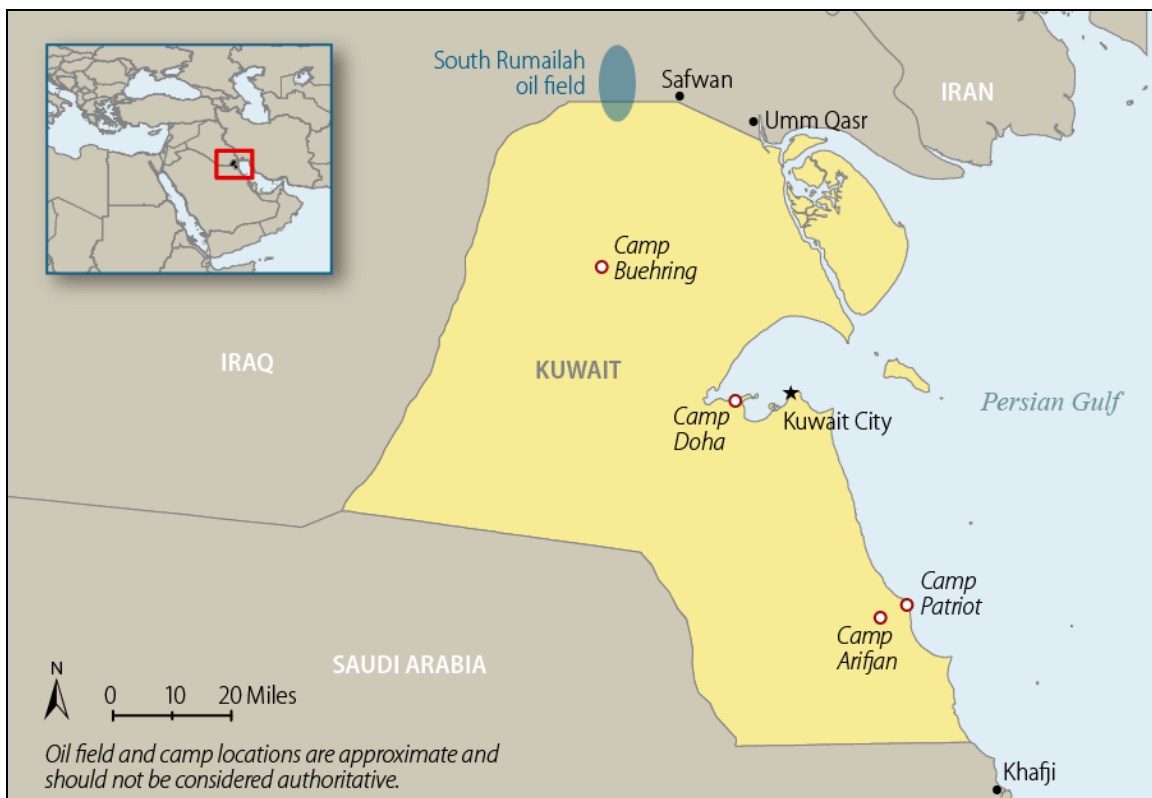 South Rumailah
oil field
Safwan
IRAN
Umm Qasr
Camp
Buehring
IRAQ
KUWAIT
Persian Gulf
Camp
Doha
Kuwait City
Camp
Patriot
Camp
Arifjan
SAUDI ARABIA
N
0 10 20 Miles
Oil field and camp locations are approximate and
should not be considered authoritative.
Khafji